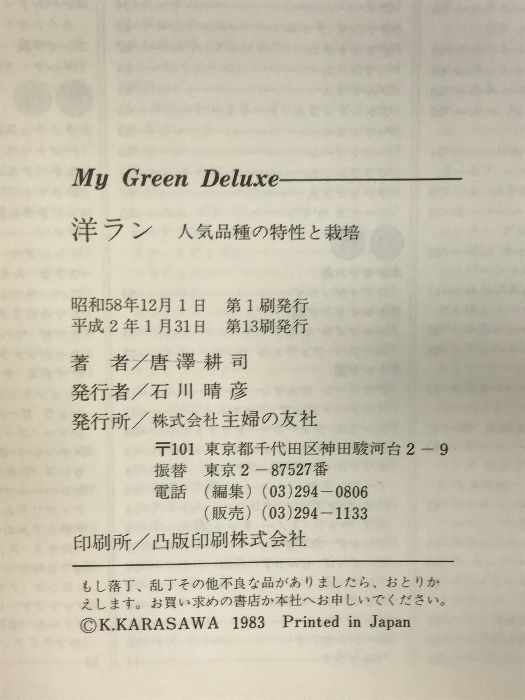 My Green Deluxe
洋ラン 人気品種の特性と栽培
昭和58年12月1日 第1刷発行
平成2年1月31日 第13刷発行
著 者/唐澤耕司
発行者/石川晴彦
発行所/株式会社主婦の友社
〒101 東京都千代田区神田駿河台2-9
振替 東京2-87527番
電話 (編集)(03)294-0806
(販売)(03)294-1133
印刷所/凸版印刷株式会社
もし落丁、乱丁その他不良な品がありましたら、おとりか
えします。お買い求めの書店か本社へお申しいでください。
©K.KARASAWA 1983 Printed in Japan